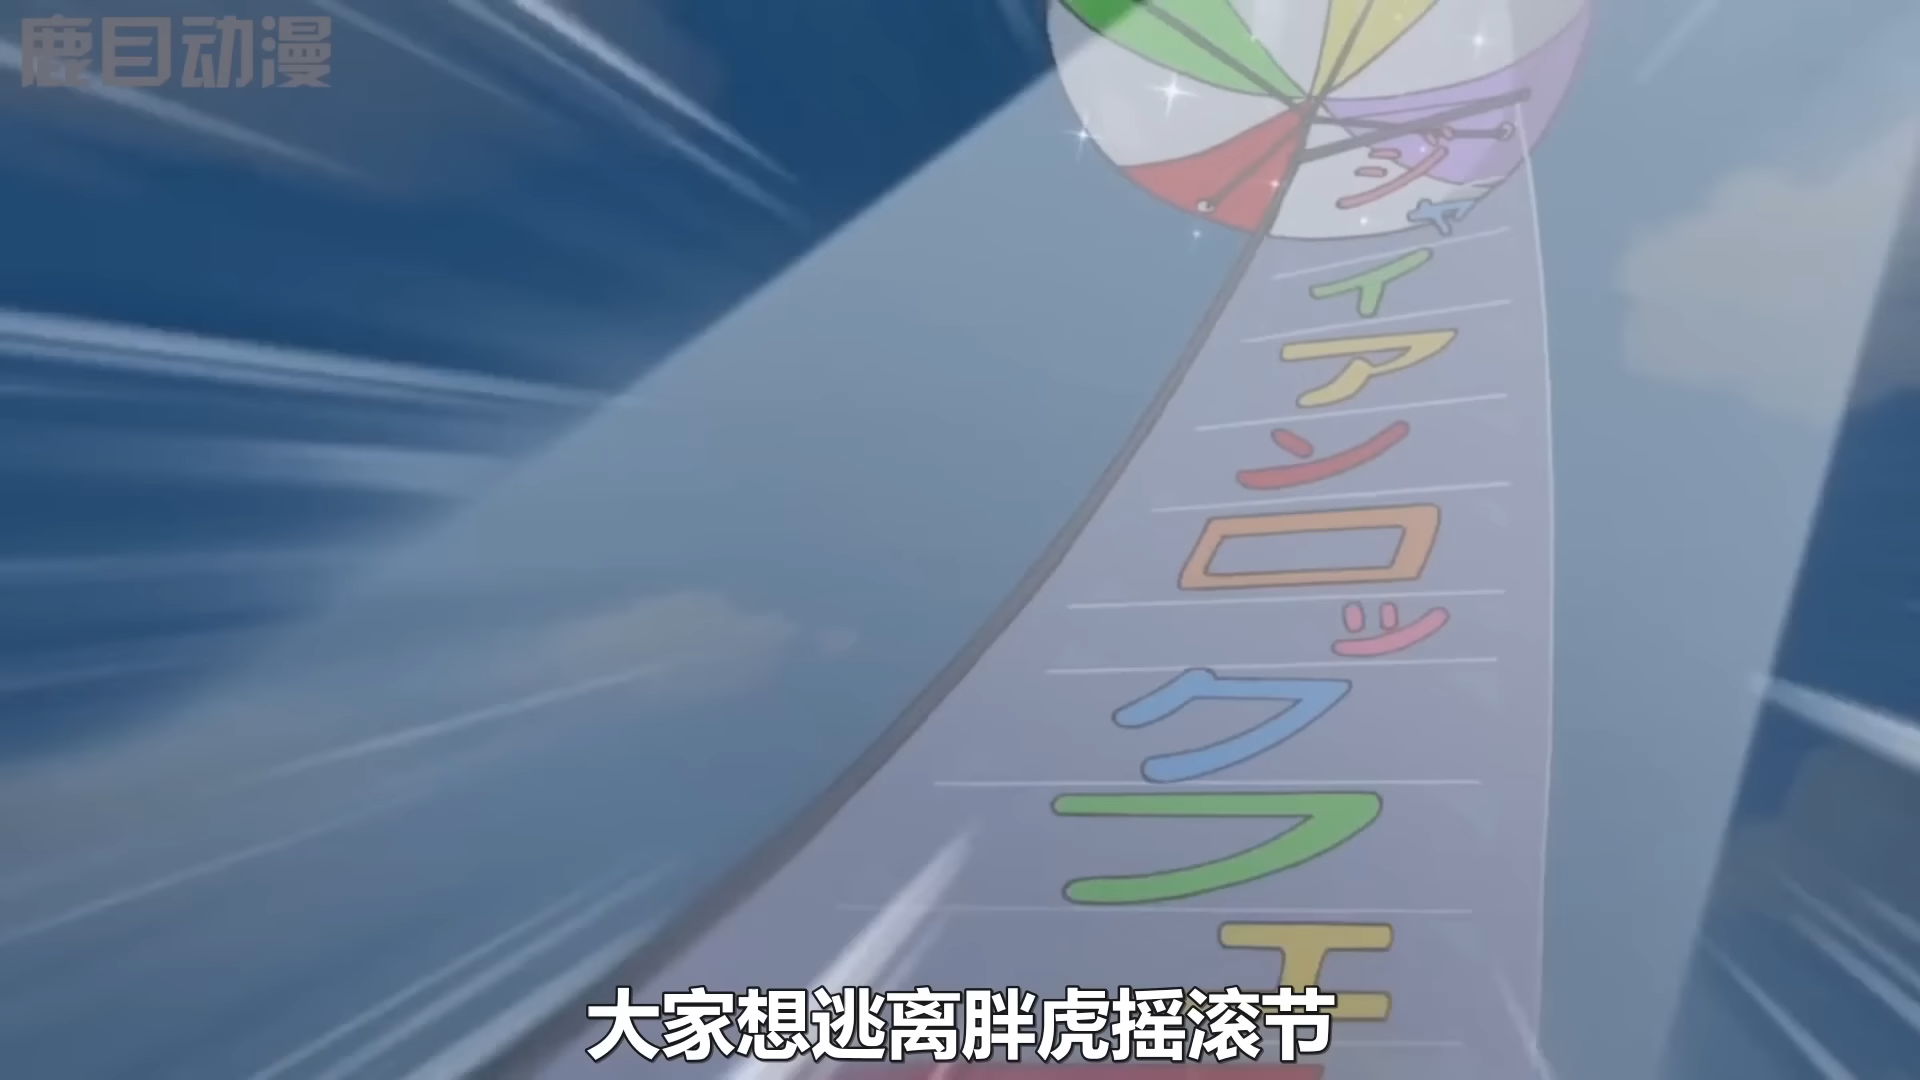 鹿目动漫
ジャイアンロックフェ
大家想逃离胖虎摇滚节